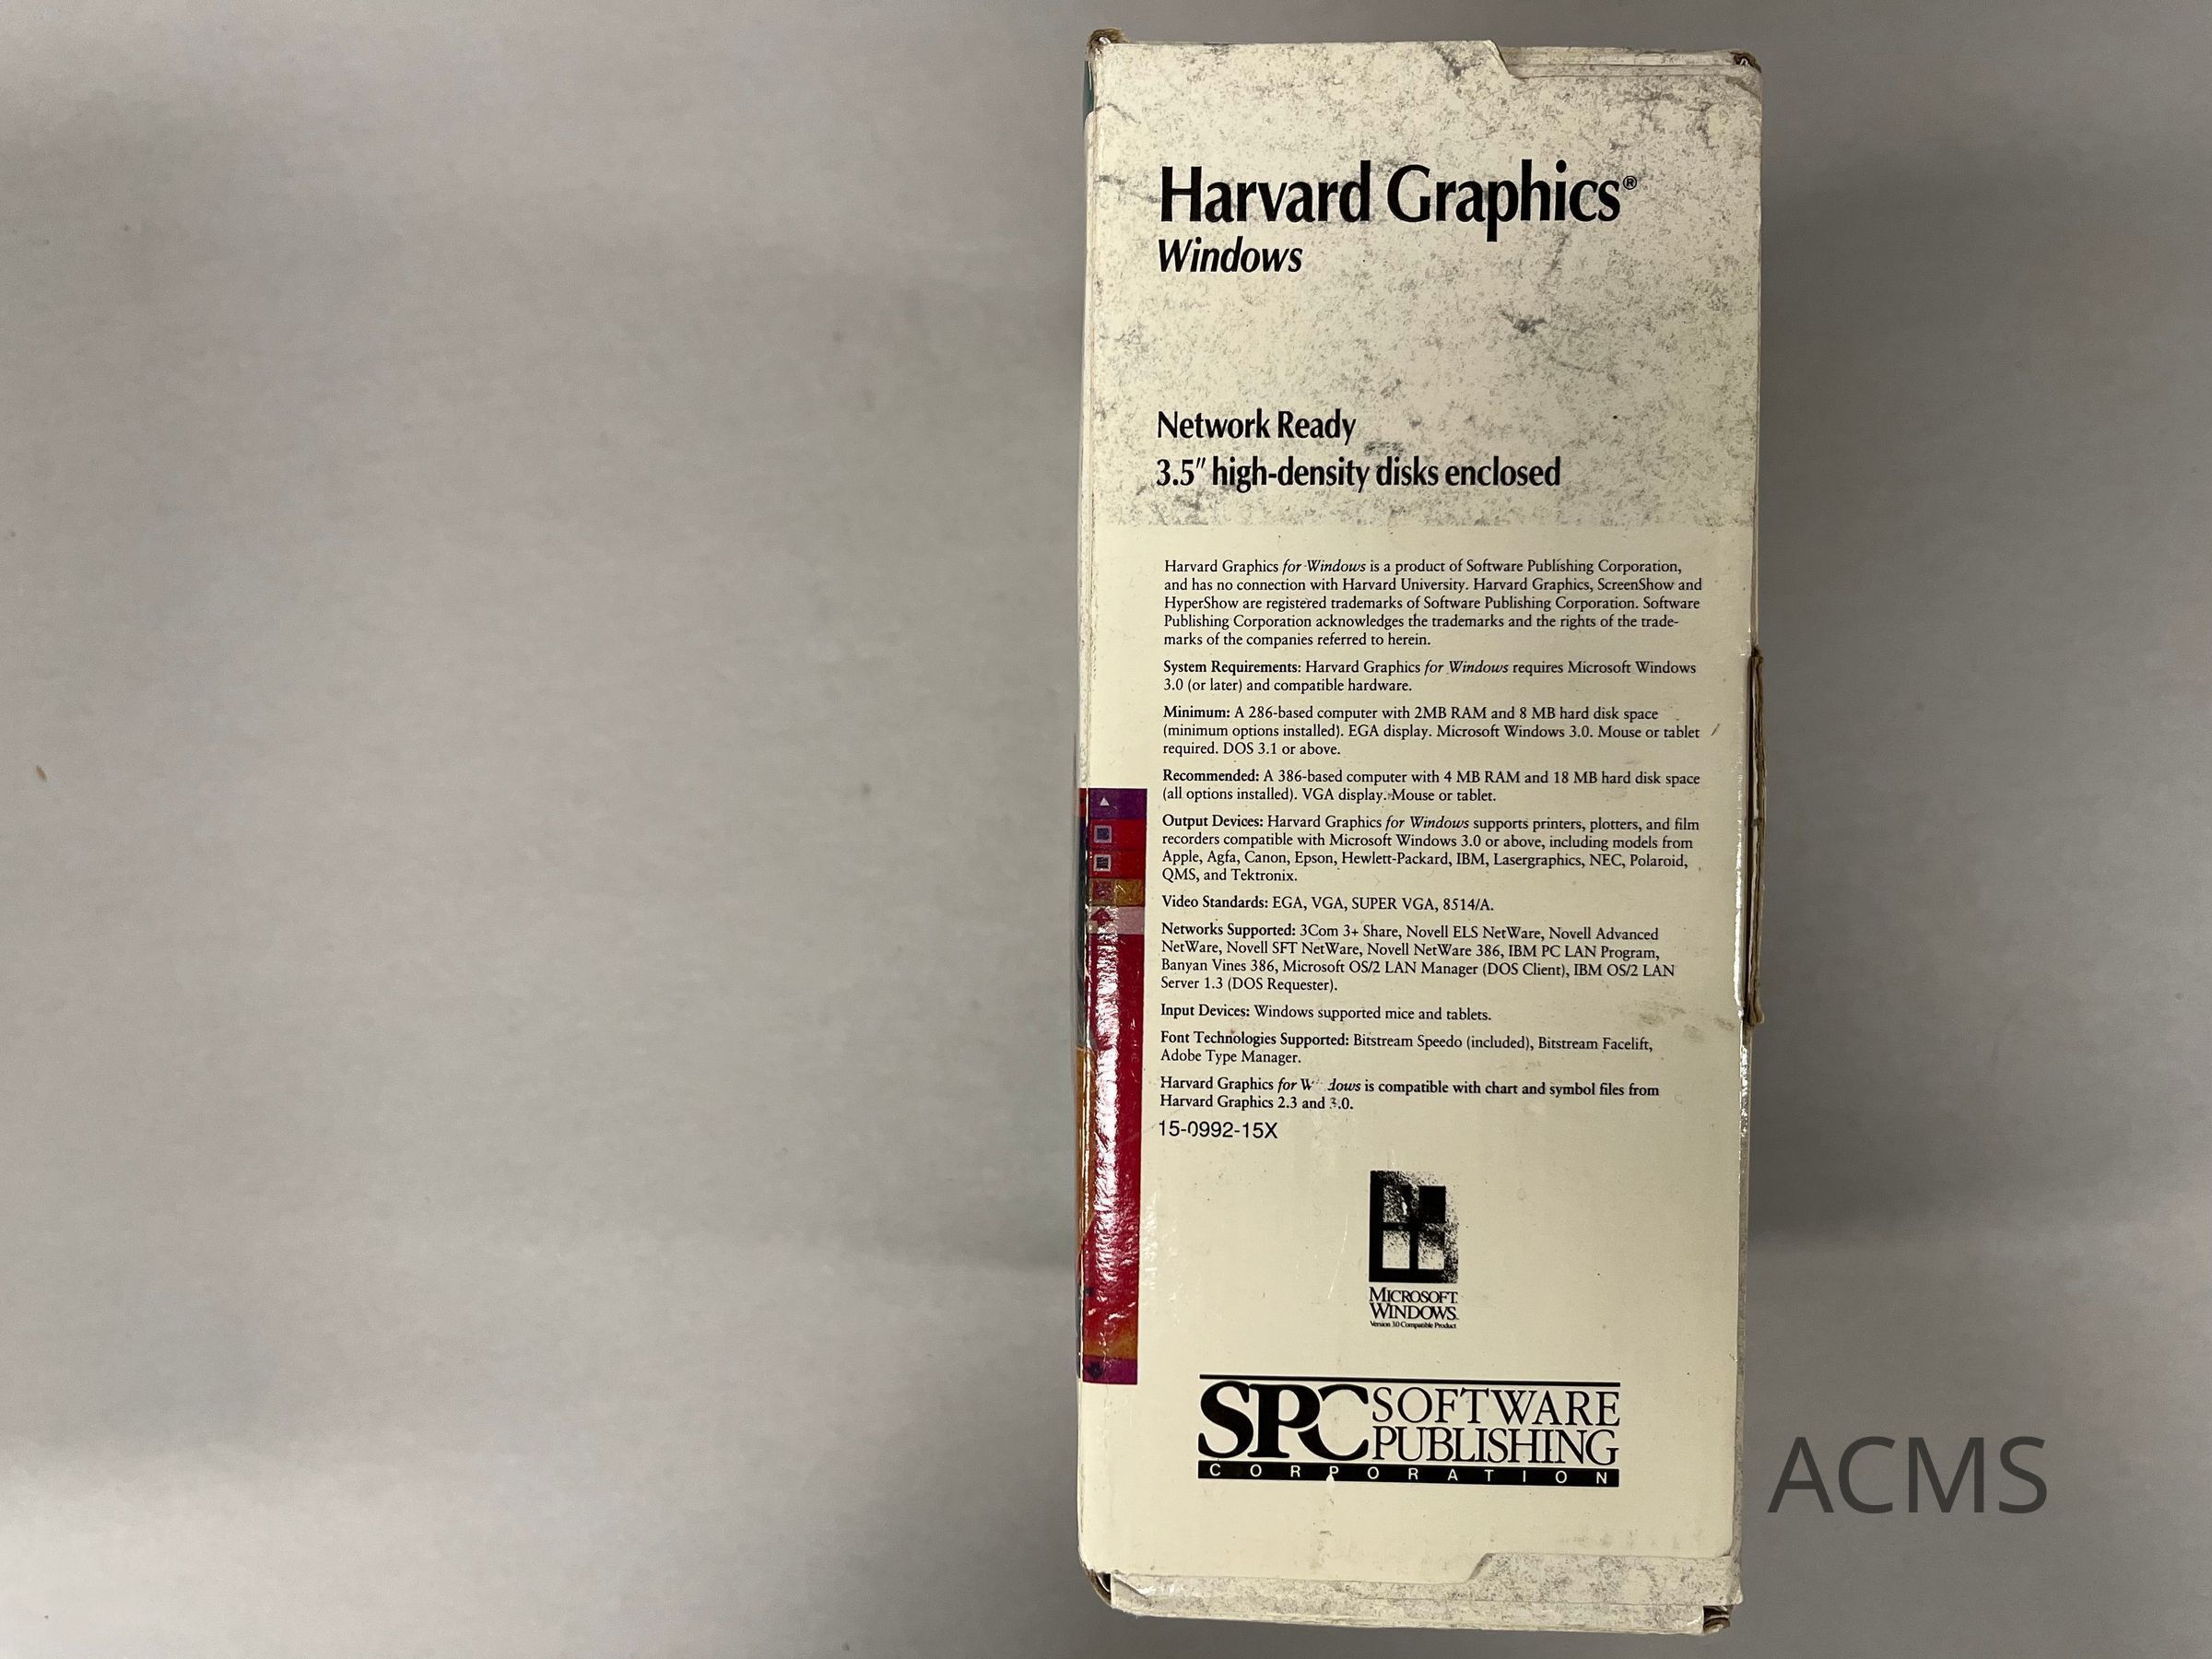 Harvard Graphics®
Windows
Network Ready
3.5" high-density disks enclosed
Harvard Graphics for Windows is a product of Software Publishing Corporation,
and has no connection with Harvard University. Harvard Graphics, ScreenShow and
HyperShow are registered trademarks of Software Publishing Corporation. Software
Publishing Corporation acknowledges the trademarks and the rights of the trade-
marks of the companies referred to herein.
System Requirements: Harvard Graphics for Windows requires Microsoft Windows
3.0 (or later) and compatible hardware.
Minimum: A 286-based computer with 2MB RAM and 8 MB hard disk space
(minimum options installed). EGA display. Microsoft Windows 3.0. Mouse or tablet
required. DOS 3.1 or above.
Recommended: A 386-based computer with 4 MB RAM and 18 MB hard disk space
(all options installed). VGA display. Mouse or tablet.
Output Devices: Harvard Graphics for Windows supports printers, plotters, and film
recorders compatible with Microsoft Windows 3.0 or above, including models from
Apple, Agfa, Canon, Epson, Hewlett-Packard, IBM, Lasergraphics, NEC, Polaroid,
QMS, and Tektronix.
Video Standards: EGA, VGA, SUPER VGA, 8514/A.
Networks Supported: 3Com 3+ Share, Novell ELS NetWare, Novell Advanced
NetWare, Novell SFT NetWare, Novell NetWare 386, IBM PC LAN Program,
Banyan Vines 386, Microsoft OS/2 LAN Manager (DOS Client), IBM OS/2 LAN
Server 1.3 (DOS Requester).
Input Devices: Windows supported mice and tablets.
Font Technologies Supported: Bitstream Speedo (included), Bitstream Facelift,
Adobe Type Manager.
Harvard Graphics for Windows is compatible with chart and symbol files from
Harvard Graphics 2.3 and 3.0.
15-0992-15X
MICROSOFT
WINDOWS
Version 3.0 Compatible Product
SPC SOFTWARE
PUBLISHING
CORPORATION
ACMS